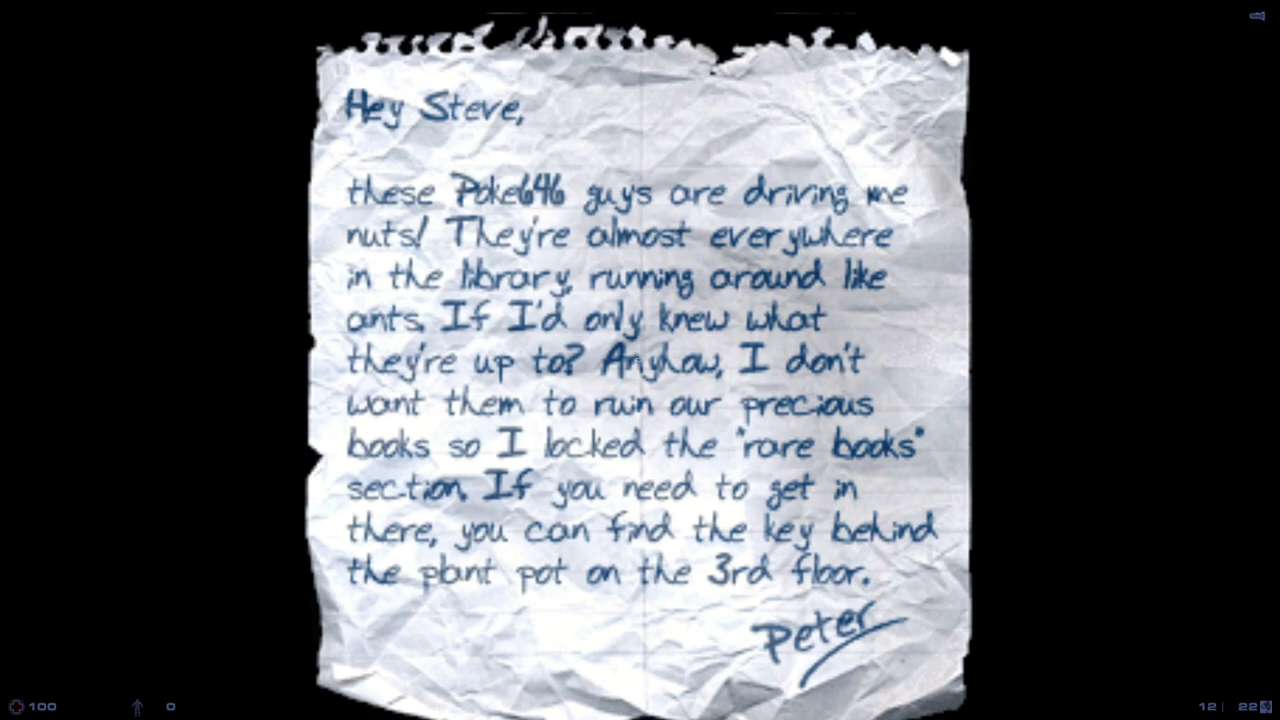 Hey Steve,
these Poke646 guys are driving me
nuts! They're almost everywhere
in the library, running around like
ants. If I'd only knew what
they're up to? Anyhow, I don't
want them to ruin our precious
books so I locked the "rare books"
section. If you need to get in
there, you can find the key behind
the plant pot on the 3rd floor.
Peter
100 0 12 | 22